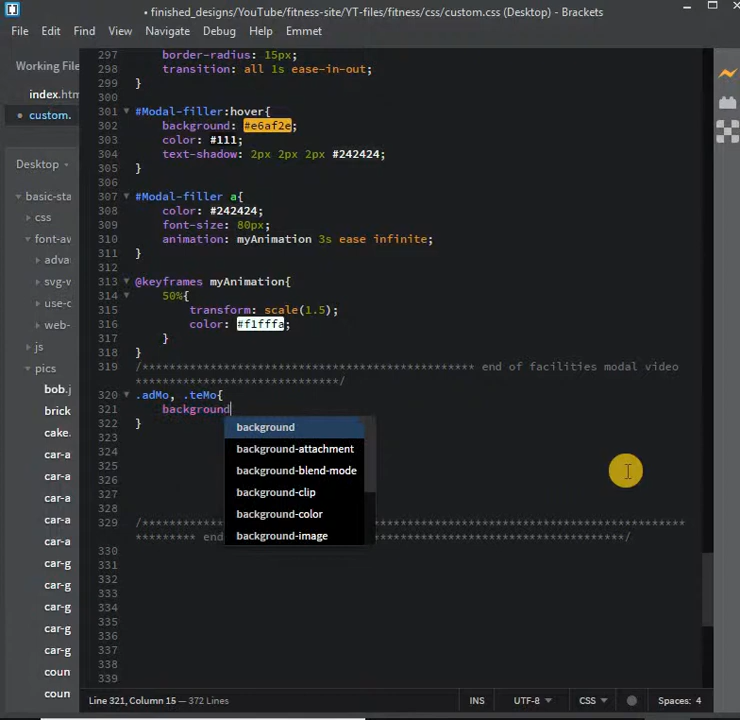 • finished_designs/YouTube/fitness-site/YT-files/fitness/css/custom.css (Desktop) - Brackets
File Edit Find View Navigate Debug Help Emmet
Working File
index.htm
custom.
Desktop
basic-sta
css
font-aw
adva
svg-v
use-c
web-
js
pics
bob.j
brick
cake.
car-a
car-a
car-a
car-a
car-a
car-g
car-g
car-g
car-g
car-g
coun
coun
297 border-radius: 15px;
298 transition: all 1s ease-in-out;
299 }
300
301 #Modal-filler:hover{
302 background: #e6af2e;
303 color: #111;
304 text-shadow: 2px 2px 2px #242424;
305 }
306
307 #Modal-filler a{
308 color: #242424;
309 font-size: 80px;
310 animation: myAnimation 3s ease infinite;
311 }
312
313 @keyframes myAnimation{
314 50%{
315 transform: scale(1.5);
316 color: #f1fffa;
317 }
318 }
319 /************************************************* end of facilities modal video
******************************/
320 .adMo, .teMo{
321 background
322 }
323
324
325
326
327
328
329
330
331
332
333
334
335
336
337
338
339
background
background-attachment
background-blend-mode
background-clip
background-color
background-image
********* end
Line 321, Column 15 — 372 Lines
INS UTF-8 CSS Spaces: 4